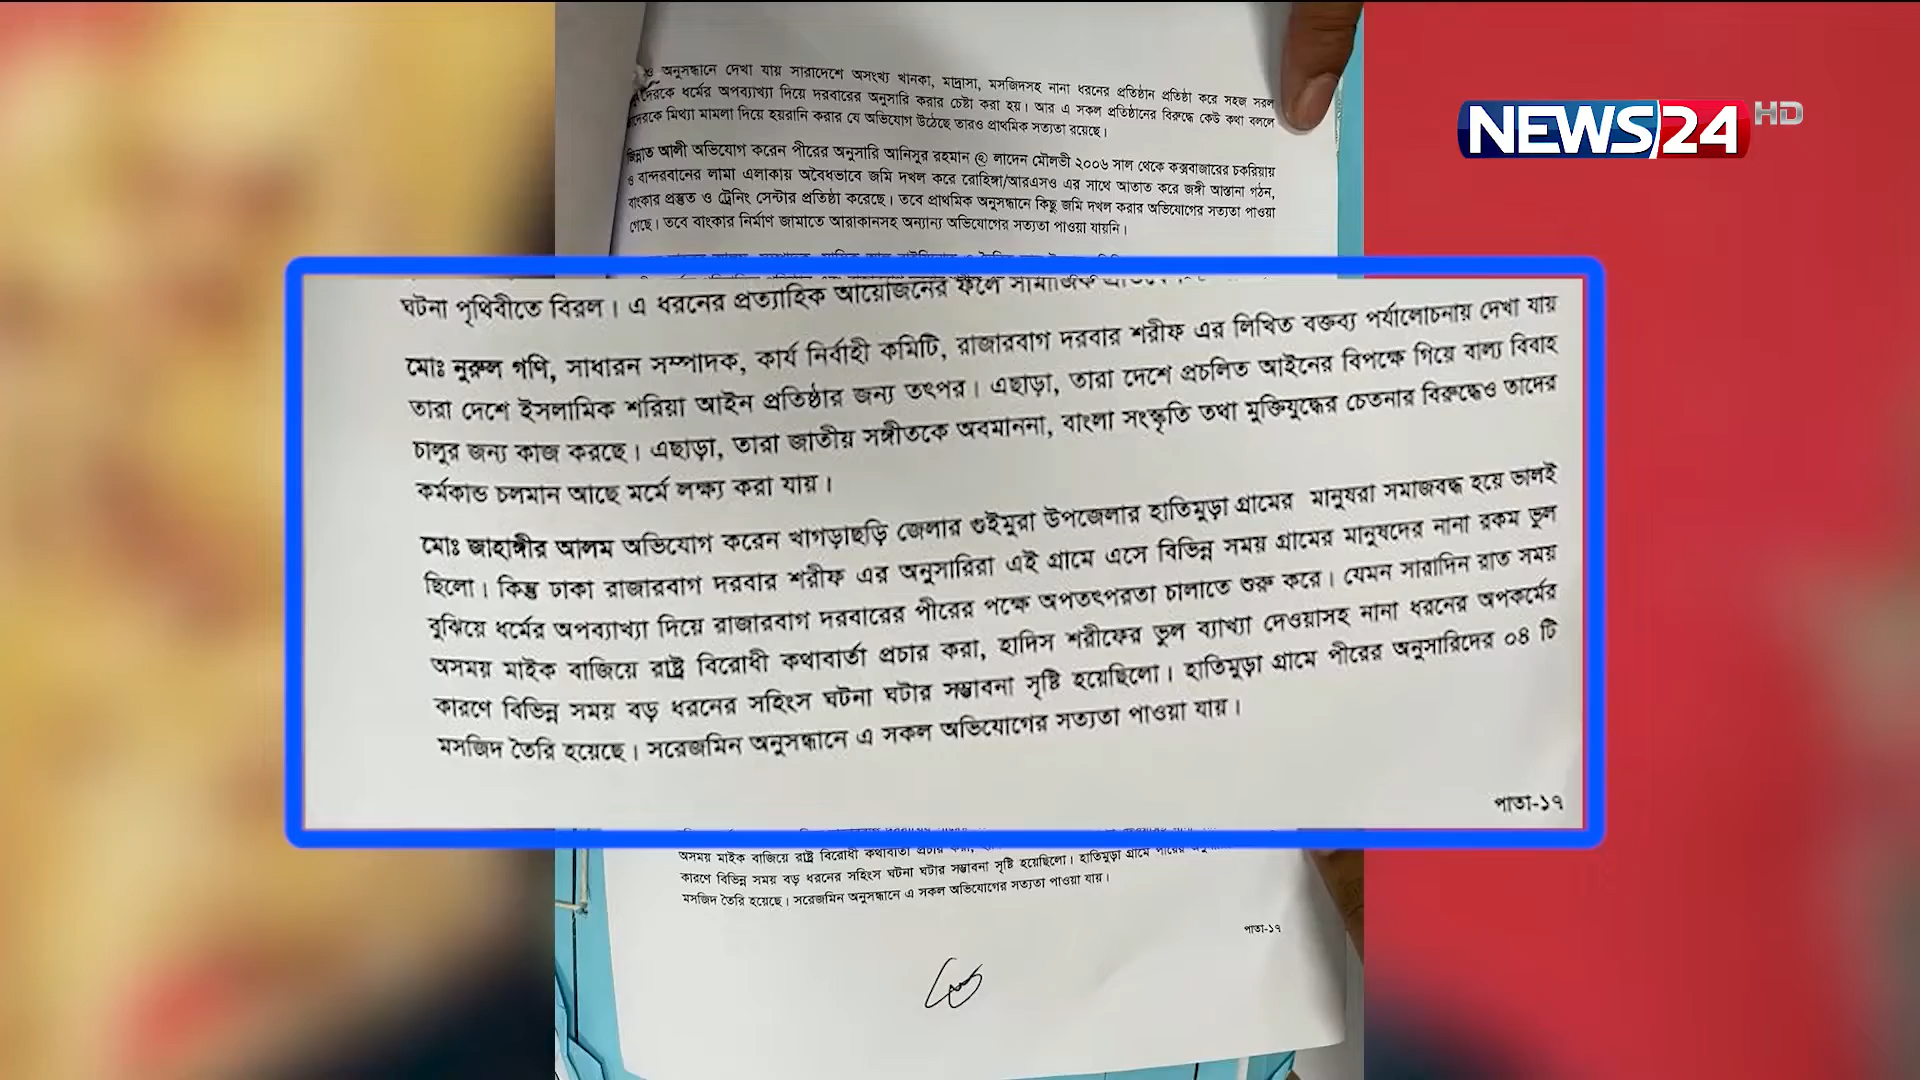 NEWS24 HD
ও অনুসন্ধানে দেখা যায় সারাদেশে অসংখ্য খানকা, মাদ্রাসা, মসজিদসহ নানা ধরনের প্রতিষ্ঠান প্রতিষ্ঠা করে সহজ সরল
ধর্মের অপব্যাখ্যা দিয়ে দরবারের অনুসারি করার চেষ্টা করা হয়। আর এ সকল প্রতিষ্ঠানের বিরুদ্ধে কেউ কথা বললে
মিথ্যা মামলা দিয়ে হয়রানি করার যে অভিযোগ উঠেছে তারও প্রাথমিক সত্যতা রয়েছে।
জিন্নাত আলী অভিযোগ করেন পীরের অনুসারি আনিসুর রহমান @ লাদেন মৌলভী ২০০৬ সাল থেকে কক্সবাজারের চকরিয়ায়
ও বান্দরবানের লামা এলাকায় অবৈধভাবে জমি দখল করে রোহিঙ্গা/আরএসও এর সাথে আতাত করে জঙ্গী আস্তানা গঠন,
বাংকার প্রস্তুত ও ট্রেনিং সেন্টার প্রতিষ্ঠা করেছে। তবে প্রাথমিক অনুসন্ধানে কিছু জমি দখল করার অভিযোগের সত্যতা পাওয়া
গেছে। তবে বাংকার নির্মাণ জামাতে আরাকানসহ অন্যান্য অভিযোগের সত্যতা পাওয়া যায়নি।
ঘটনা পৃথিবীতে বিরল। এ ধরনের প্রত্যাহিক আয়োজনের ফলে সামাজিক
মোঃ নুরুল গণি, সাধারন সম্পাদক, কার্য নির্বাহী কমিটি, রাজারবাগ দরবার শরীফ এর লিখিত বক্তব্য পর্যালোচনায় দেখা যায়
তারা দেশে ইসলামিক শরিয়া আইন প্রতিষ্ঠার জন্য তৎপর। এছাড়া, তারা দেশে প্রচলিত আইনের বিপক্ষে গিয়ে বাল্য বিবাহ
চালুর জন্য কাজ করছে। এছাড়া, তারা জাতীয় সঙ্গীতকে অবমাননা, বাংলা সংস্কৃতি তথা মুক্তিযুদ্ধের চেতনার বিরুদ্ধেও তাদের
কর্মকান্ড চলমান আছে মর্মে লক্ষ্য করা যায়।
মোঃ জাহাঙ্গীর আলম অভিযোগ করেন খাগড়াছড়ি জেলার গুইমুরা উপজেলার হাতিমুড়া গ্রামের মানুষরা সমাজবদ্ধ হয়ে ভালই
ছিলো। কিন্তু ঢাকা রাজারবাগ দরবার শরীফ এর অনুসারিরা এই গ্রামে এসে বিভিন্ন সময় গ্রামের মানুষদের নানা রকম ভুল
বুঝিয়ে ধর্মের অপব্যাখ্যা দিয়ে রাজারবাগ দরবারের পীরের পক্ষে অপতৎপরতা চালাতে শুরু করে। যেমন সারাদিন রাত সময়
অসময় মাইক বাজিয়ে রাষ্ট্র বিরোধী কথাবার্তা প্রচার করা, হাদিস শরীফের ভুল ব্যাখ্যা দেওয়াসহ নানা ধরনের অপকর্মের
কারণে বিভিন্ন সময় বড় ধরনের সহিংস ঘটনা ঘটার সম্ভাবনা সৃষ্টি হয়েছিলো। হাতিমুড়া গ্রামে পীরের অনুসারিদের ০৪ টি
মসজিদ তৈরি হয়েছে। সরেজমিন অনুসন্ধানে এ সকল অভিযোগের সত্যতা পাওয়া যায়।
পাতা-১৭
অসময় মাইক বাজিয়ে রাষ্ট্র বিরোধী কথাবার্তা প্রচার করা,
কারণে বিভিন্ন সময় বড় ধরনের সহিংস ঘটনা ঘটার সম্ভাবনা সৃষ্টি হয়েছিলো। হাতিমুড়া গ্রামে পীরের
মসজিদ তৈরি হয়েছে। সরেজমিন অনুসন্ধানে এ সকল অভিযোগের সত্যতা পাওয়া যায়।
পাতা-১৭